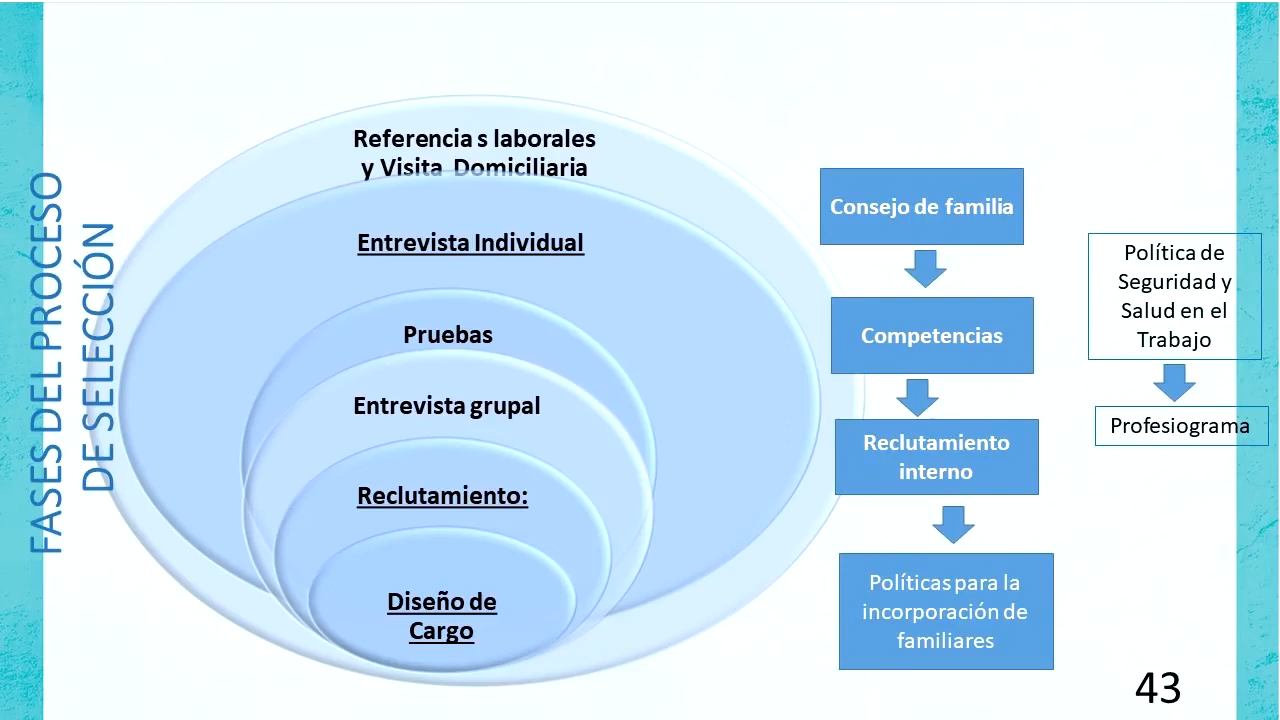 FASES DEL PROCESO
DE SELECCIÓN
Referencia s laborales
y Visita Domiciliaria
Entrevista Individual
Pruebas
Entrevista grupal
Reclutamiento:
Diseño de
Cargo
Consejo de familia
Competencias
Reclutamiento
interno
Políticas para la
incorporación de
familiares
Política de
Seguridad y
Salud en el
Trabajo
Profesiograma
43